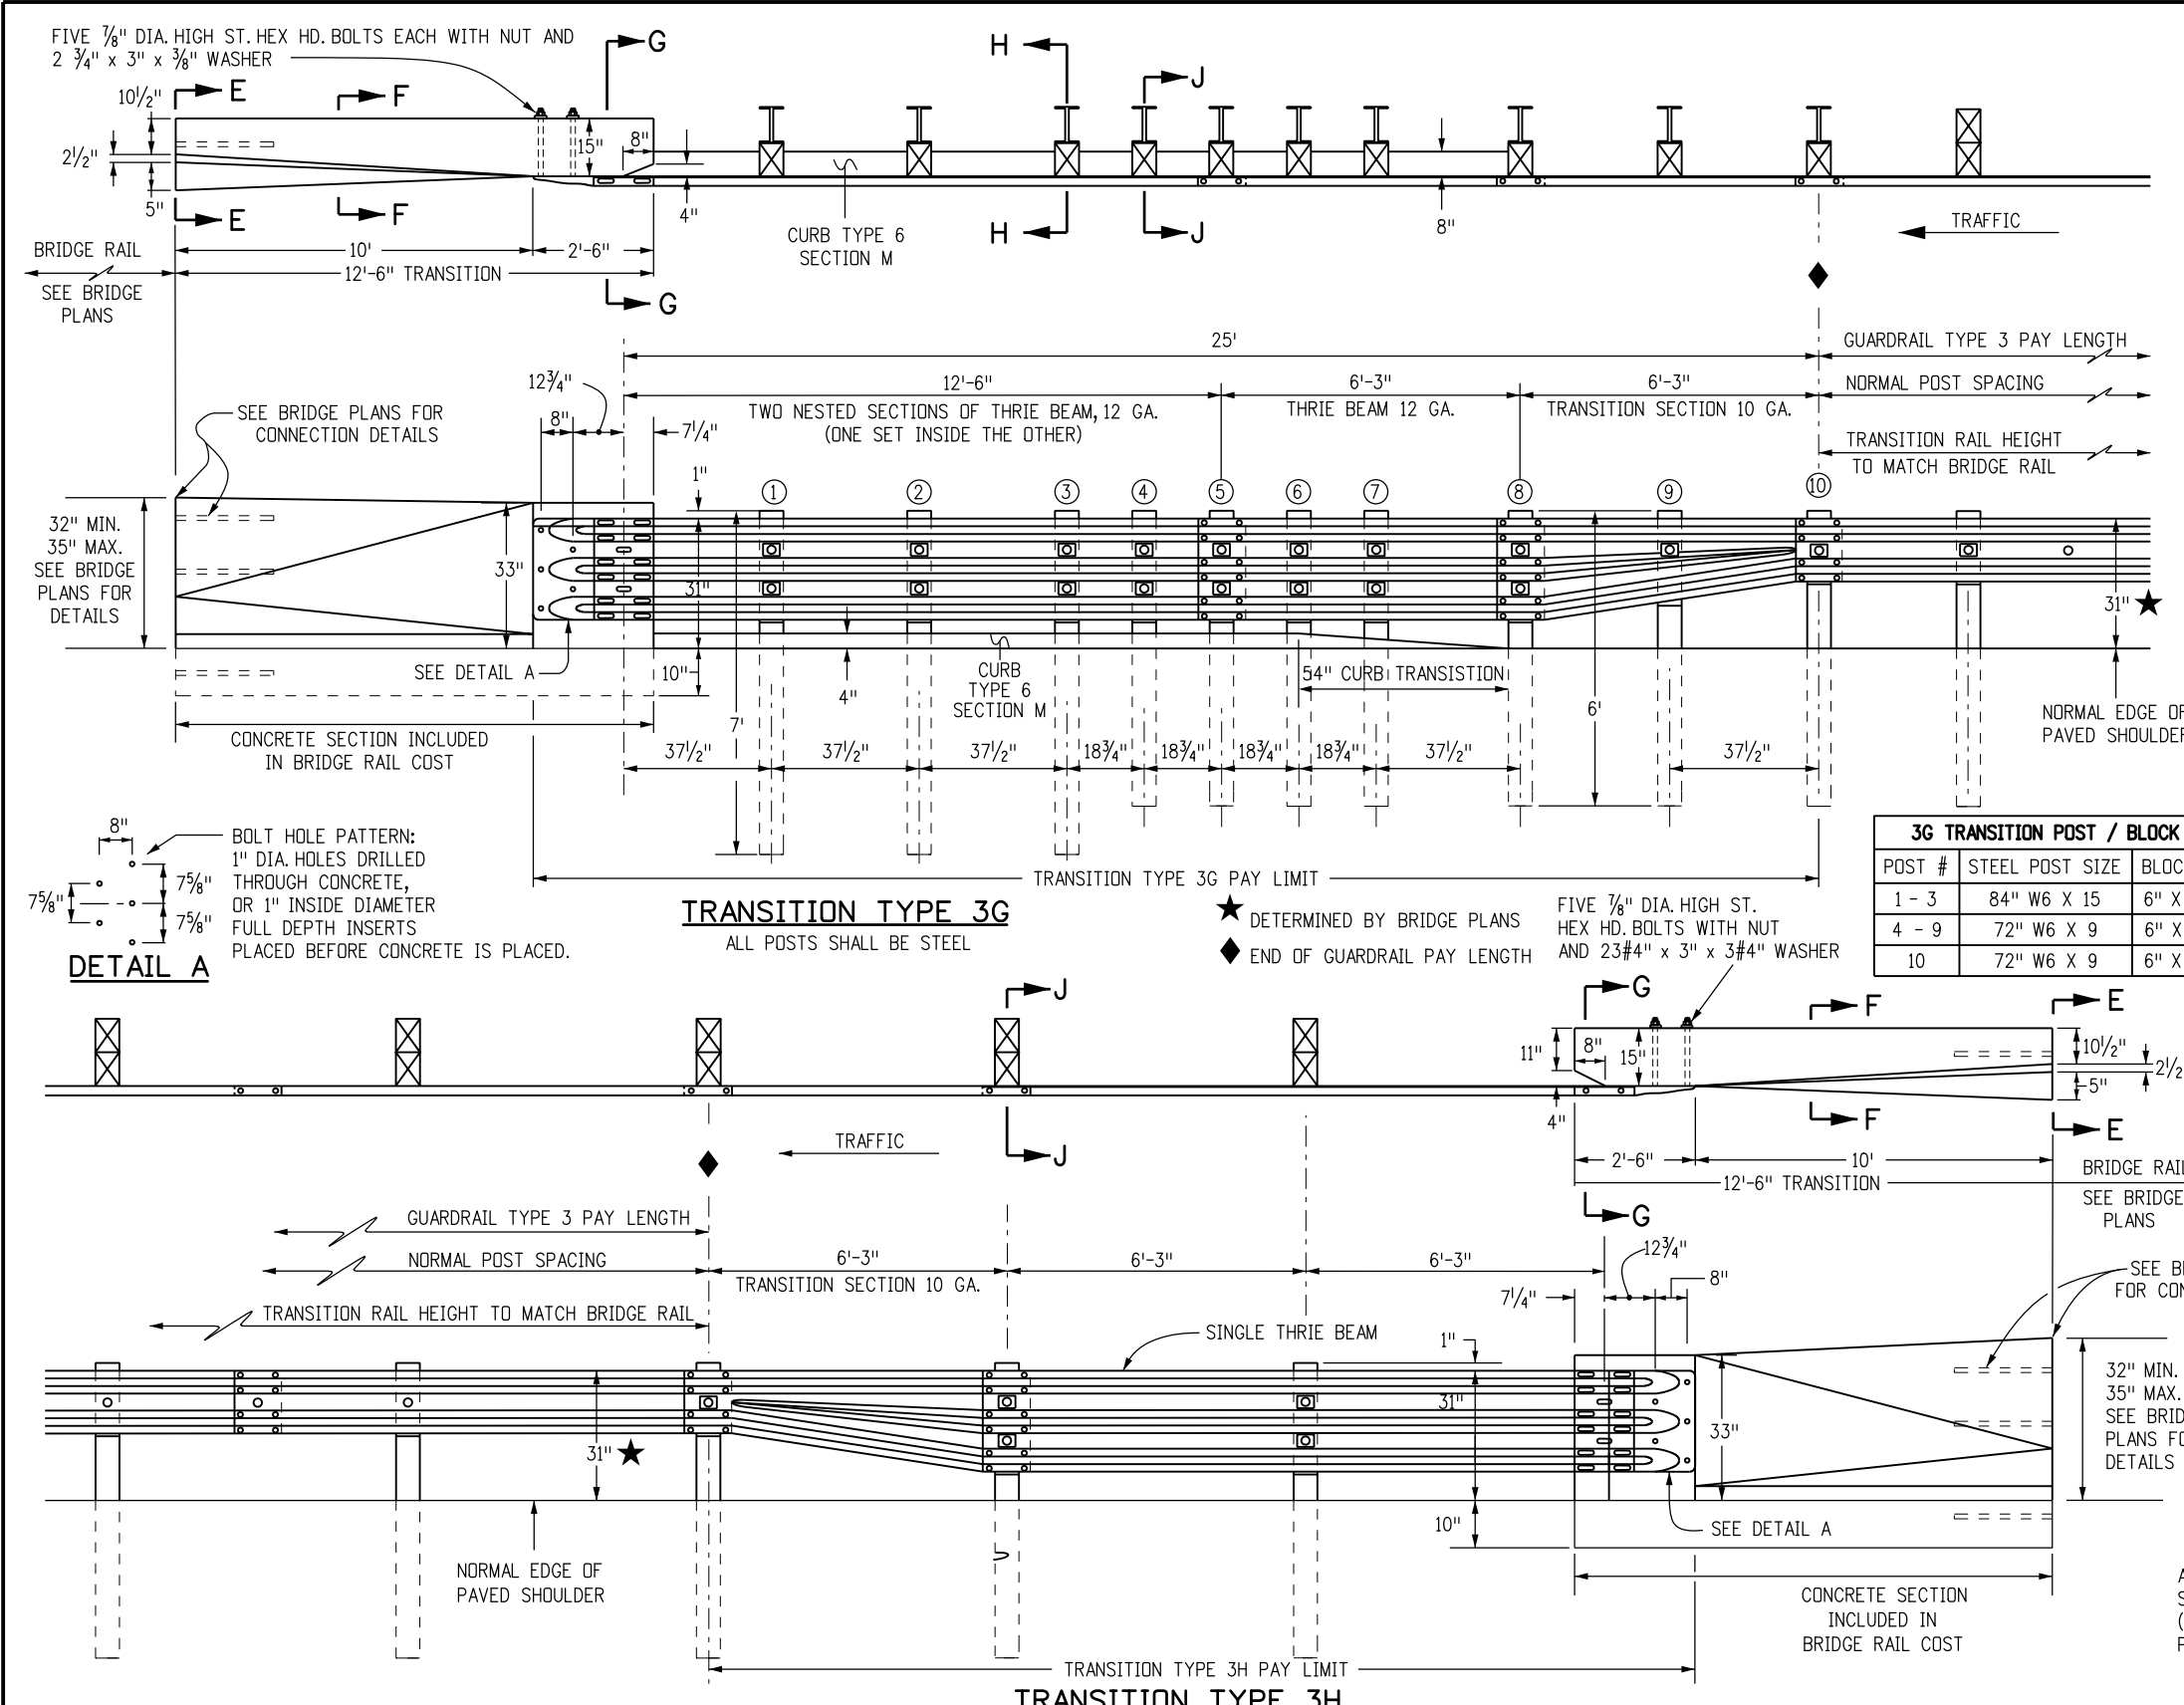 FIVE 7/8" DIA. HIGH ST. HEX HD. BOLTS EACH WITH NUT AND
2 3/4" x 3" x 3/8" WASHER
G
H
J
E
F
10 1/2"
2 1/2"
5"
15"
8"
4"
8"
E
F
H
J
G
CURB TYPE 6
SECTION M
TRAFFIC
BRIDGE RAIL
SEE BRIDGE
PLANS
10'
2'-6"
12'-6" TRANSITION
25'
GUARDRAIL TYPE 3 PAY LENGTH
12 3/4"
12'-6"
6'-3"
6'-3"
NORMAL POST SPACING
TWO NESTED SECTIONS OF THRIE BEAM, 12 GA.
(ONE SET INSIDE THE OTHER)
THRIE BEAM 12 GA.
TRANSITION SECTION 10 GA.
SEE BRIDGE PLANS FOR
CONNECTION DETAILS
8"
7 1/4"
TRANSITION RAIL HEIGHT
TO MATCH BRIDGE RAIL
1"
1 2 3 4 5 6 7 8 9 10
32" MIN.
35" MAX.
SEE BRIDGE
PLANS FOR
DETAILS
33"
31"
31" ★
SEE DETAIL A
10"
4"
7'
6'
CURB
TYPE 6
SECTION M
54" CURB TRANSISTION
NORMAL EDGE OF
PAVED SHOULDER
CONCRETE SECTION INCLUDED
IN BRIDGE RAIL COST
37 1/2" 37 1/2" 37 1/2" 18 3/4" 18 3/4" 18 3/4" 18 3/4" 37 1/2" 37 1/2"
8"
7 5/8"
7 5/8"
7 5/8"
BOLT HOLE PATTERN:
1" DIA. HOLES DRILLED
THROUGH CONCRETE,
OR 1" INSIDE DIAMETER
FULL DEPTH INSERTS
PLACED BEFORE CONCRETE IS PLACED.
DETAIL A
TRANSITION TYPE 3G PAY LIMIT
TRANSITION TYPE 3G
ALL POSTS SHALL BE STEEL
★ DETERMINED BY BRIDGE PLANS
♦ END OF GUARDRAIL PAY LENGTH
FIVE 7/8" DIA. HIGH ST.
HEX HD. BOLTS WITH NUT
AND 23#4" x 3" x 3#4" WASHER
3G TRANSITION POST / BLOCK
POST # STEEL POST SIZE BLOC
1 - 3 84" W6 X 15 6" X
4 - 9 72" W6 X 9 6" X
10 72" W6 X 9 6" X
J
G
F
E
11"
8"
15"
4"
10 1/2"
2 1/2
5"
J
F
E
G
TRAFFIC
2'-6"
10'
12'-6" TRANSITION
BRIDGE RAIL
SEE BRIDGE
PLANS
GUARDRAIL TYPE 3 PAY LENGTH
NORMAL POST SPACING
6'-3"
TRANSITION SECTION 10 GA.
6'-3"
6'-3"
12 3/4"
8"
7 1/4"
TRANSITION RAIL HEIGHT TO MATCH BRIDGE RAIL
SINGLE THRIE BEAM
1"
31"
33"
31" ★
10"
32" MIN.
35" MAX.
PLANS FO
DETAILS
SEE DETAIL A
NORMAL EDGE OF
PAVED SHOULDER
CONCRETE SECTION
INCLUDED IN
BRIDGE RAIL COST
TRANSITION TYPE 3H PAY LIMIT
TRANSITION TYPE 3H